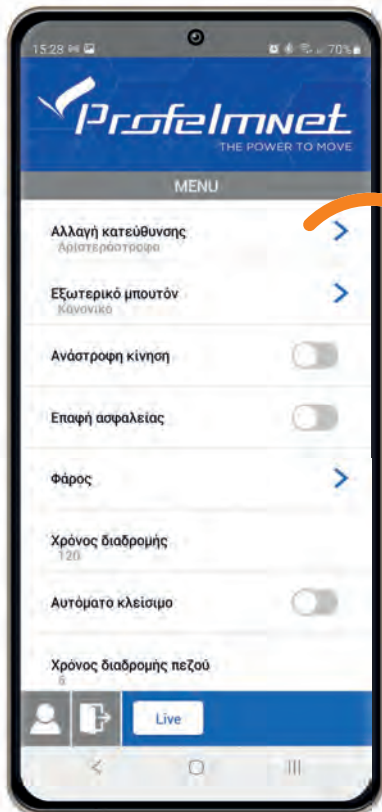 15:28
70%
Profelmnet
THE POWER TO MOVE
MENU
Αλλαγή κατεύθυνσης
Αριστερόστροφα
Εξωτερικό μπουτόν
Κανονικό
Ανάστροφη κίνηση
Επαφή ασφαλείας
Φάρος
Χρόνος διαδρομής
120
Αυτόματο κλείσιμο
Χρόνος διαδρομής πεζού
Live